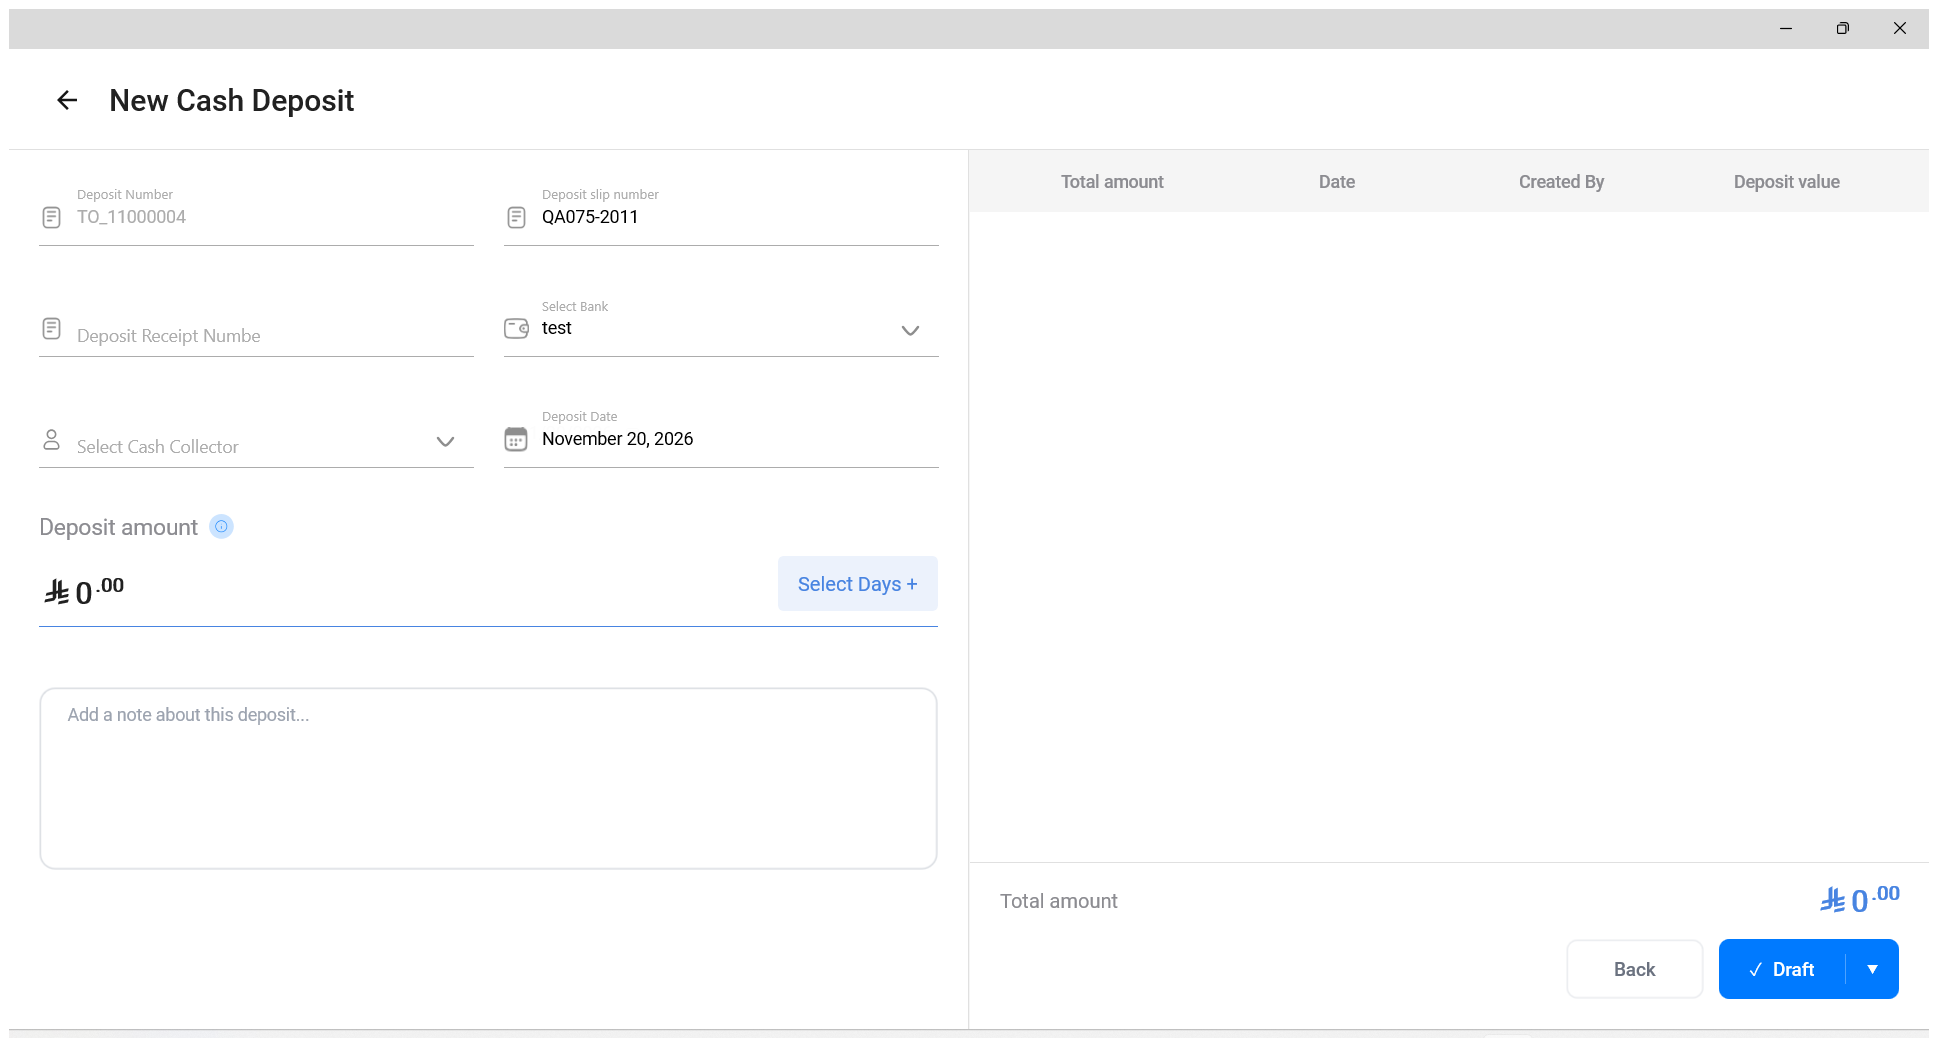 New Cash Deposit
Deposit Number
TO_11000004
Deposit slip number
QA075-2011
Deposit Receipt Numbe
Select Bank
test
Select Cash Collector
Deposit Date
November 20, 2026
Deposit amount
0.00
Select Days +
Add a note about this deposit...
Total amount Date Created By Deposit value
Total amount
0.00
Back
✓ Draft ▼